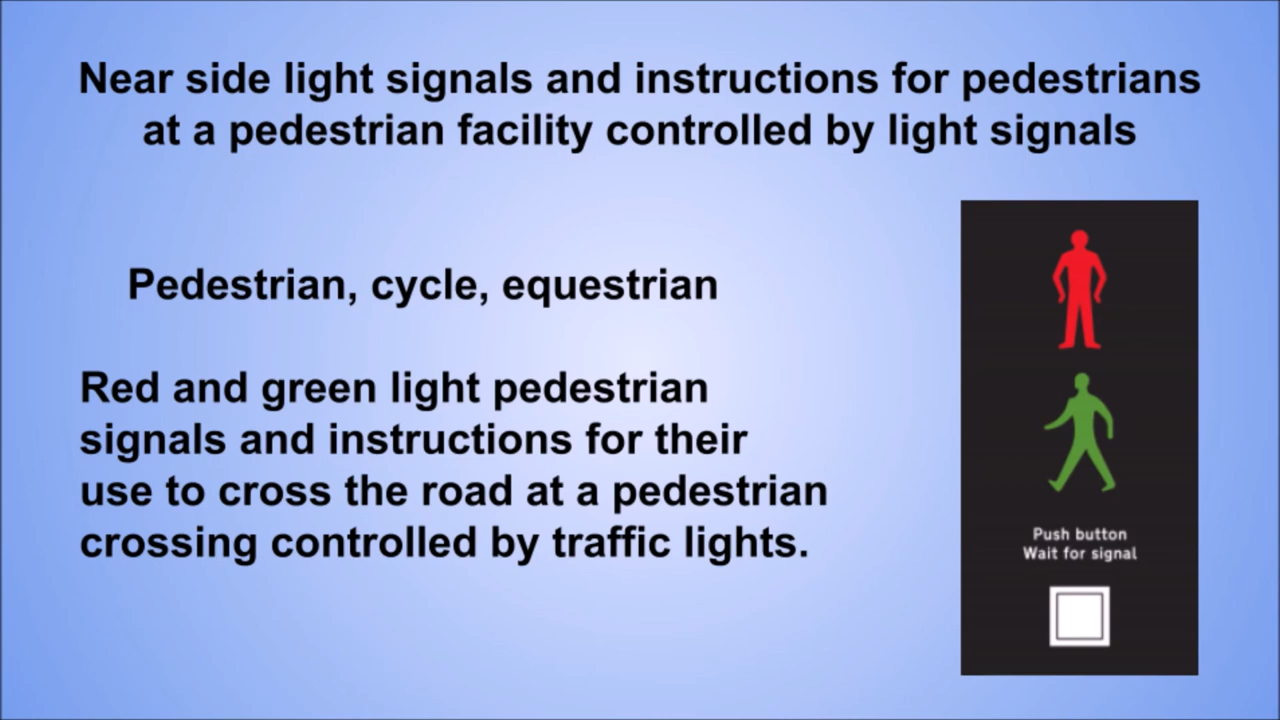 Near side light signals and instructions for pedestrians
at a pedestrian facility controlled by light signals
Pedestrian, cycle, equestrian
Red and green light pedestrian
signals and instructions for their
use to cross the road at a pedestrian
crossing controlled by traffic lights.
Push button
Wait for signal